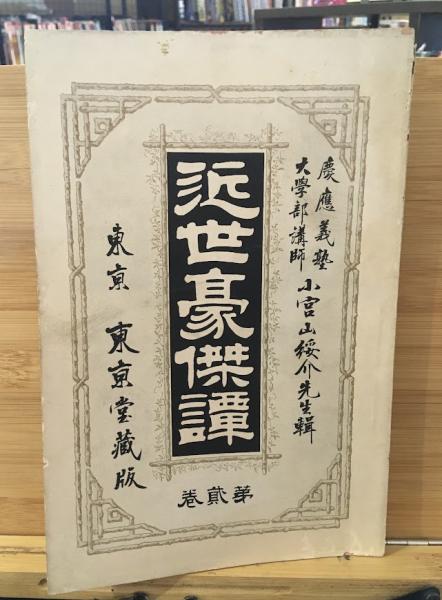 慶應義塾
大學部講師
小宮山綏介先生輯
近世豪傑譚
第貳卷
東京 東京堂藏版